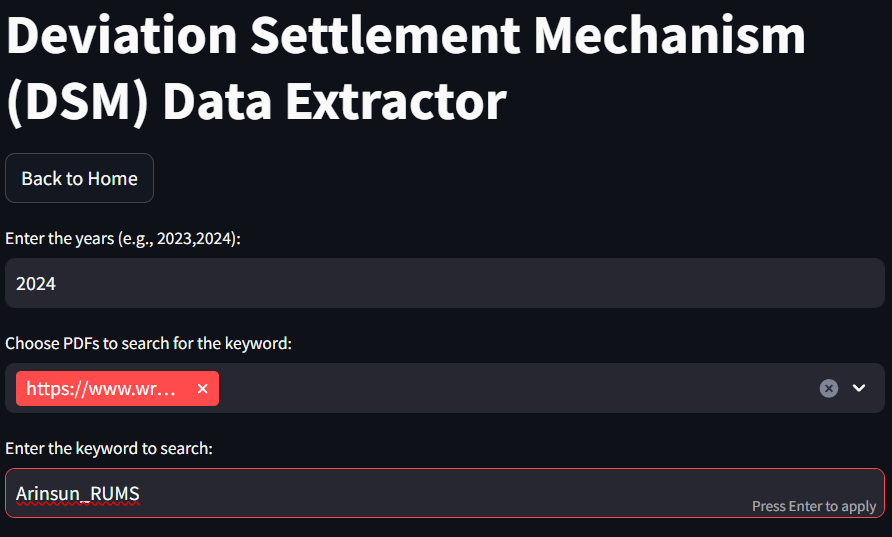 Deviation Settlement Mechanism
(DSM) Data Extractor
Back to Home
Enter the years (e.g., 2023,2024):
2024
Choose PDFs to search for the keyword:
https://www.wr...
Enter the keyword to search:
Arinsun_RUMS
Press Enter to apply